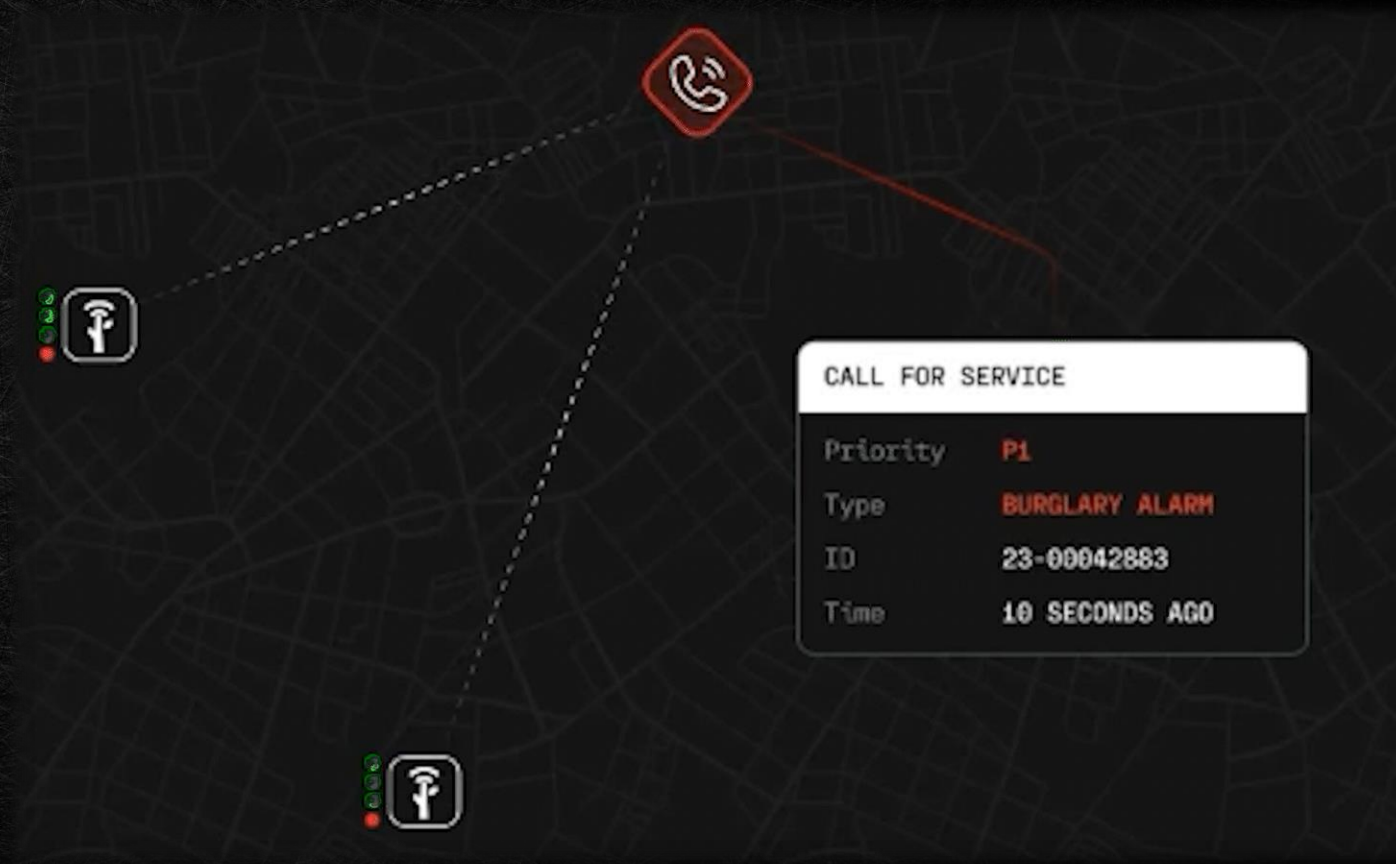 CALL FOR SERVICE
Priority P1
Type BURGLARY ALARM
ID 23-00042883
Time 10 SECONDS AGO